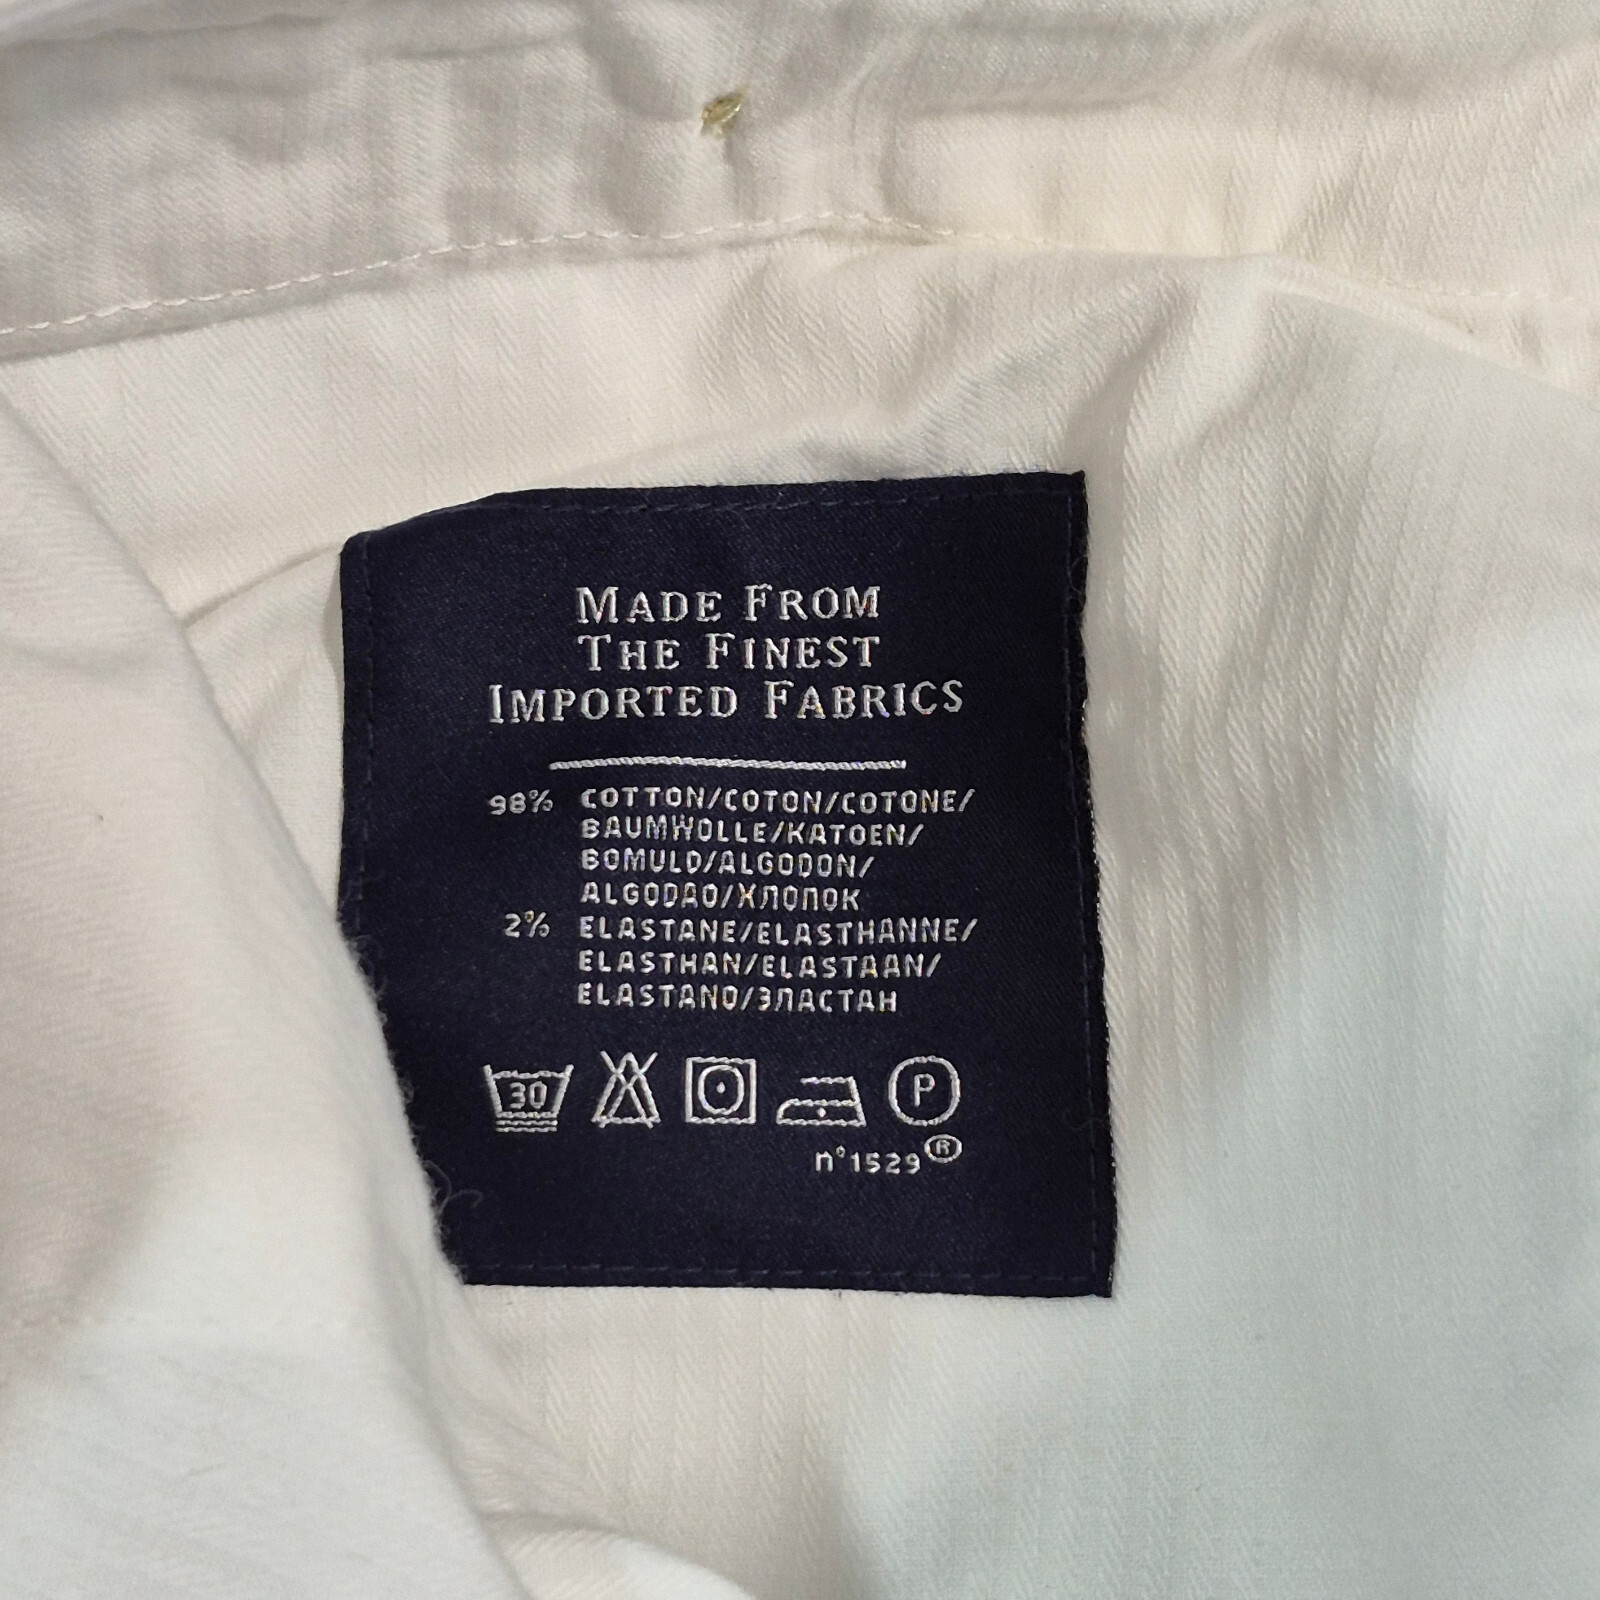 MADE FROM
THE FINEST
IMPORTED FABRICS
98% COTTON/COTON/COTONE/
BAUMWOLLE/KATOEN/
BOMULD/ALGODON/
ALGODAO/ХЛОПОК
2% ELASTANE/ELASTHANNE/
ELASTHAN/ELASTAAN/
ELASTANO/ЭЛАСТАН
30 P
n°1529®